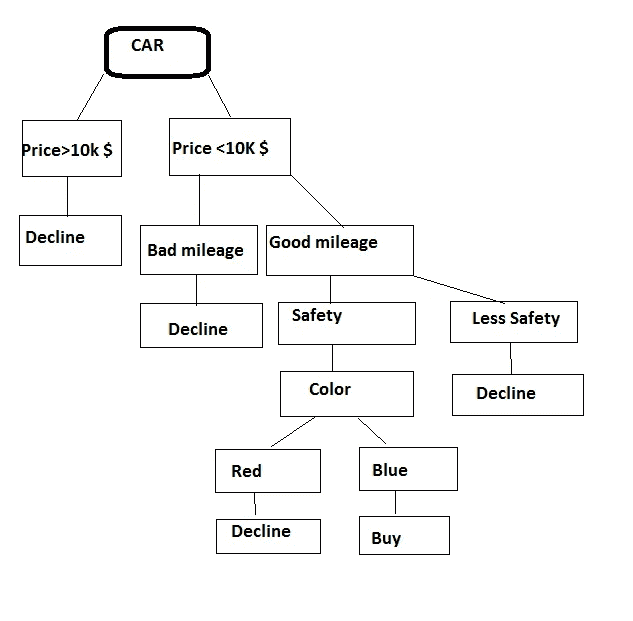 CAR
Price>10k $
Price <10K $
Decline
Bad mileage
Good mileage
Decline
Safety
Less Safety
Color
Decline
Red
Blue
Decline
Buy